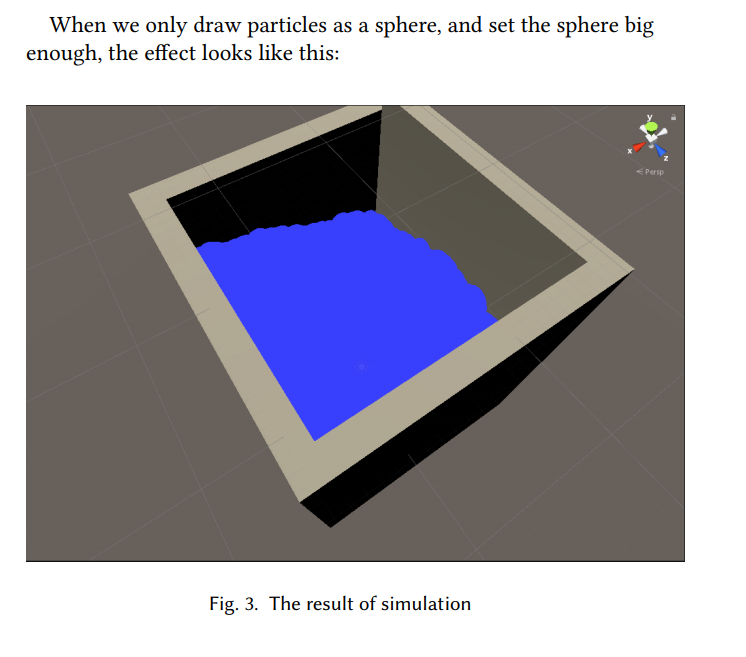 When we only draw particles as a sphere, and set the sphere big
enough, the effect looks like this:
y
x
z
Persp
Fig. 3. The result of simulation